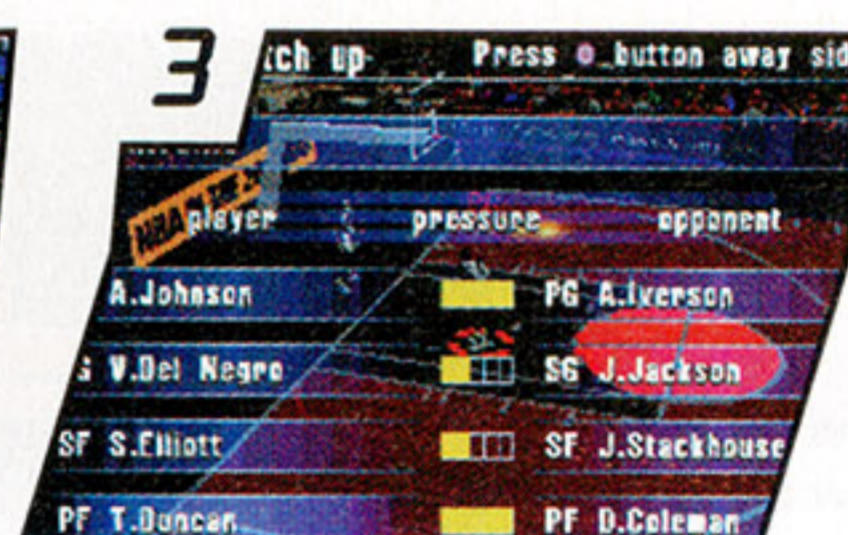 3
tch up Press button away sid
player pressure opponent
A.Johnson PG A.Iverson
G V.Del Negro SG J.Jackson
SF S.Elliott SF J.Stackhouse
PF T.Duncan PF D.Coleman